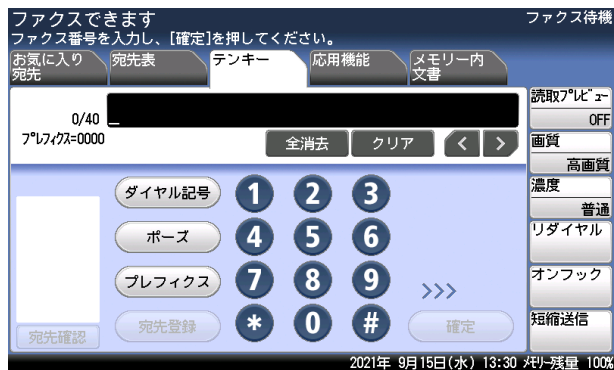 ファクスできます
ファクス待機
ファクス番号を入力し、[確定]を押してください。
お気に入り
宛先
宛先表
テンキー
応用機能
メモリー内
文書
読取プレビュー
OFF
0/40
_
プレフィクス=0000
全消去
クリア
<
>
画質
高画質
濃度
普通
ダイヤル記号
1
2
3
リダイヤル
ポーズ
4
5
6
オンフック
プレフィクス
7
8
9
>>>
短縮送信
宛先確認
宛先登録
*
0
#
確定
2021年 9月15日(水) 13:30 メモリー残量 100%